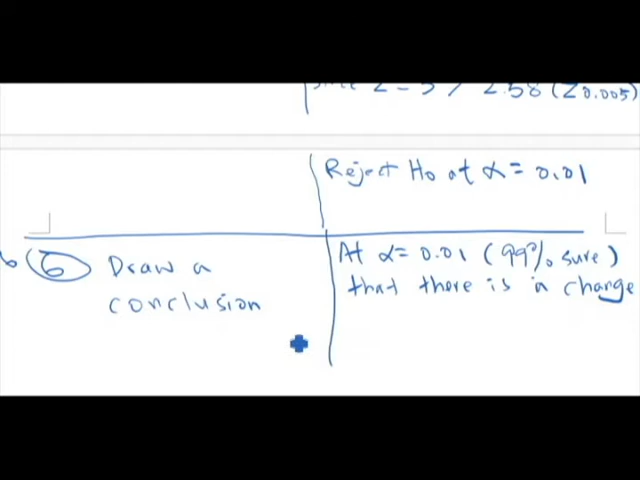 since Z = 5 > 2.58 (Z 0.005)
Reject Ho at α = 0.01
6 Draw a
conclusion
At α = 0.01 (99% sure)
that there is a change